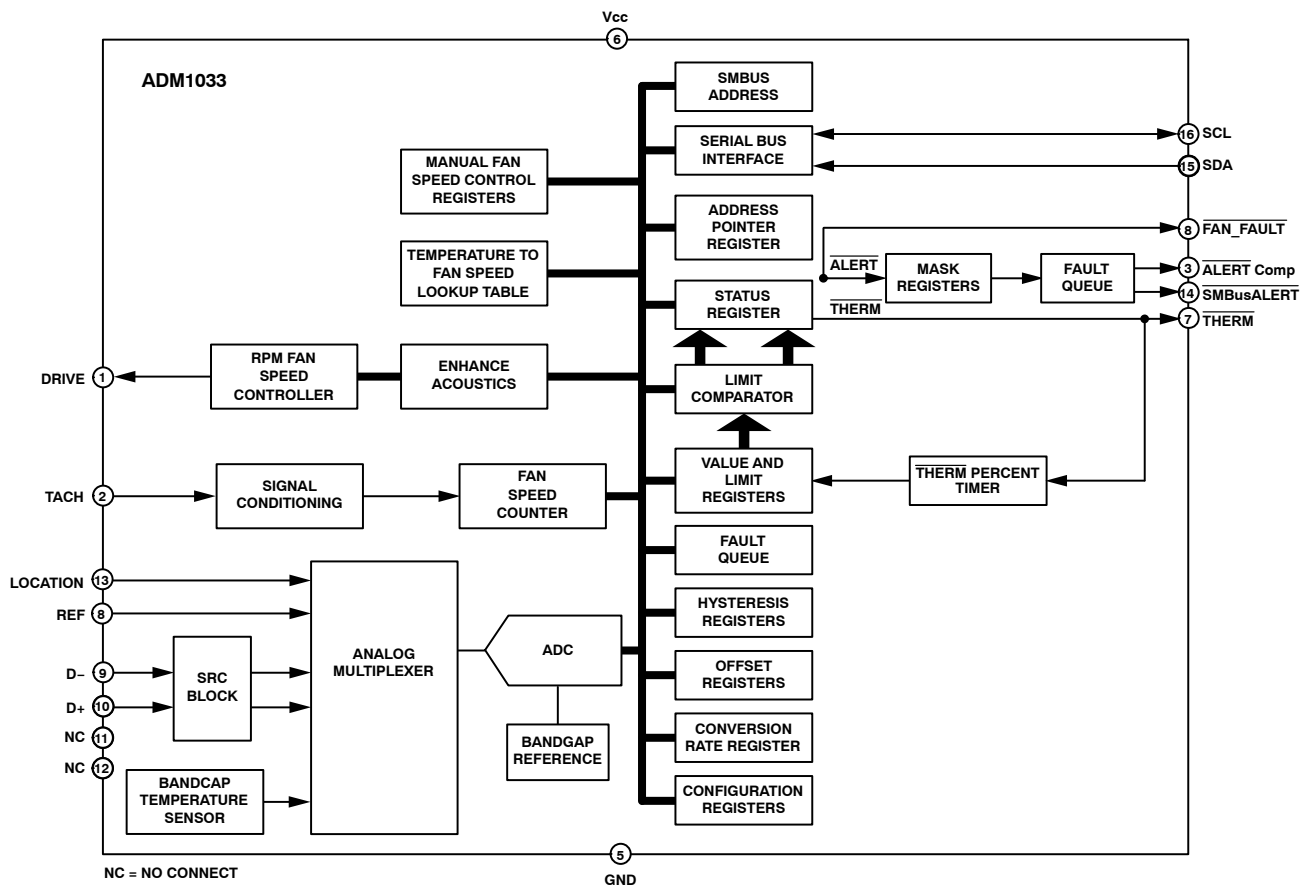 Vcc
6
ADM1033
SMBUS
ADDRESS
SERIAL BUS
INTERFACE
16 SCL
15 SDA
MANUAL FAN
SPEED CONTROL
REGISTERS
ADDRESS
POINTER
REGISTER
8 FAN_FAULT
TEMPERATURE TO
FAN SPEED
LOOKUP TABLE
ALERT
MASK
REGISTERS
FAULT
QUEUE
3 ALERT Comp
14 SMBusALERT
STATUS
REGISTER
THERM
7 THERM
DRIVE 1
RPM FAN
SPEED
CONTROLLER
ENHANCE
ACOUSTICS
LIMIT
COMPARATOR
TACH 2
SIGNAL
CONDITIONING
FAN
SPEED
COUNTER
VALUE AND
LIMIT
REGISTERS
THERM PERCENT
TIMER
FAULT
QUEUE
LOCATION 13
REF 8
HYSTERESIS
REGISTERS
D− 9
D+ 10
SRC
BLOCK
ANALOG
MULTIPLEXER
ADC
OFFSET
REGISTERS
NC 11
NC 12
BANDGAP
REFERENCE
CONVERSION
RATE REGISTER
BANDCAP
TEMPERATURE
SENSOR
CONFIGURATION
REGISTERS
5
GND
NC = NO CONNECT